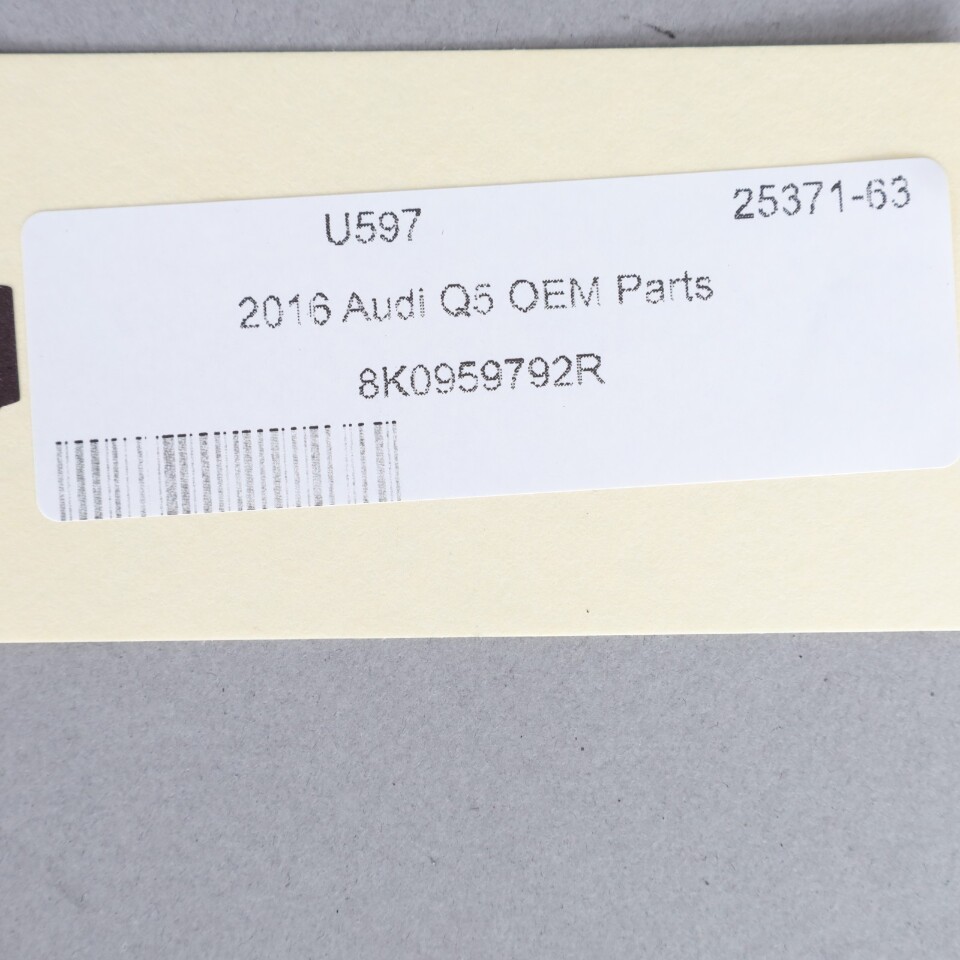 U597 25371-63
2016 Audi Q5 OEM Parts
8K0959792R